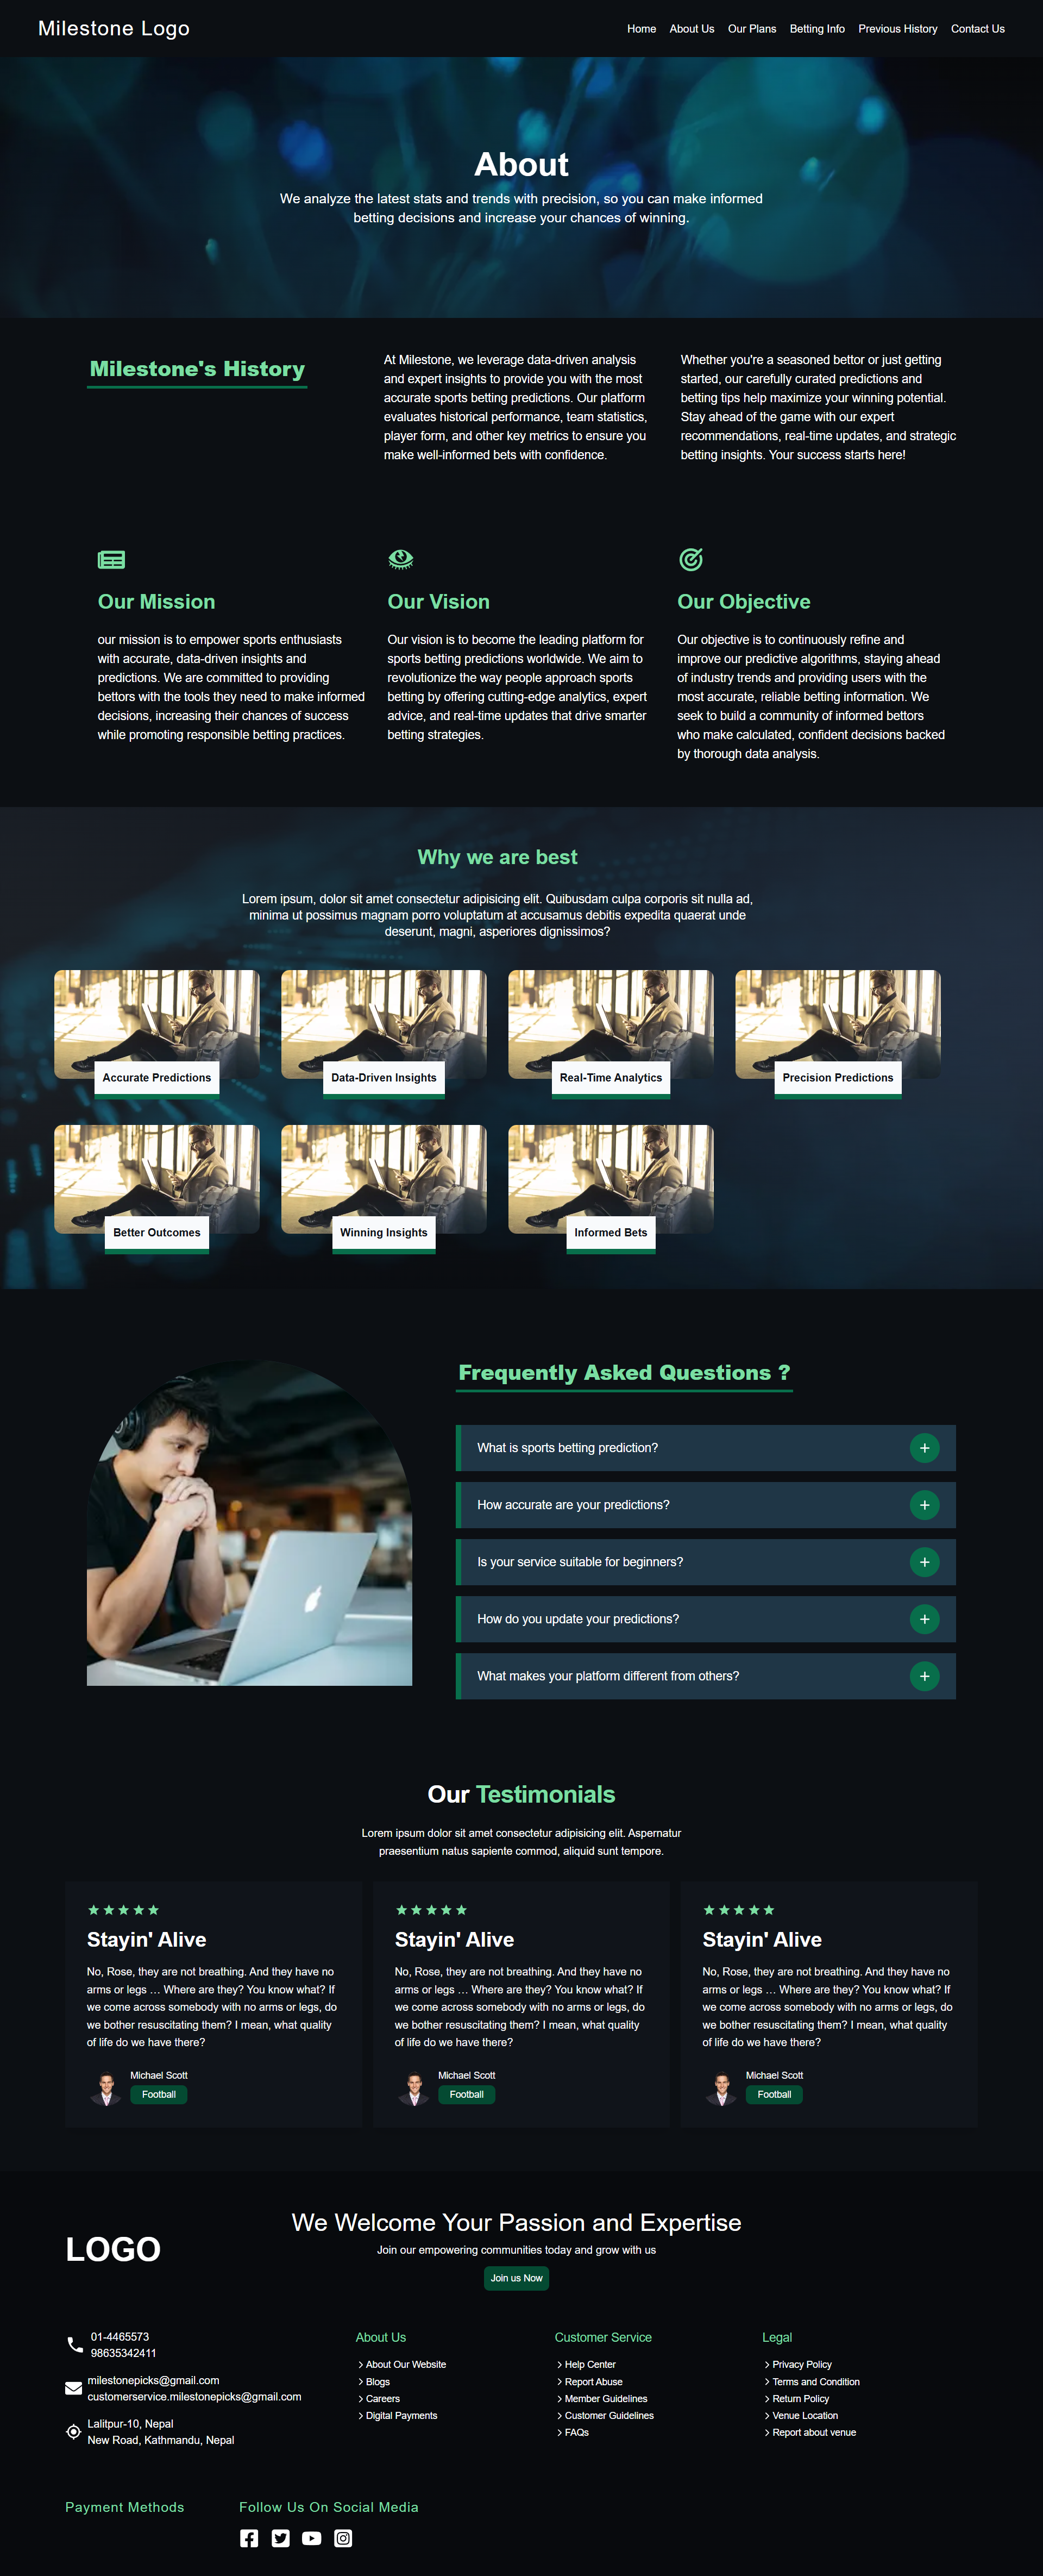 Milestone Logo
Home About Us Our Plans Betting Info Previous History Contact Us
About
We analyze the latest stats and trends with precision, so you can make informed
betting decisions and increase your chances of winning.
Milestone's History
At Milestone, we leverage data-driven analysis
and expert insights to provide you with the most
accurate sports betting predictions. Our platform
evaluates historical performance, team statistics,
player form, and other key metrics to ensure you
make well-informed bets with confidence.
Whether you're a seasoned bettor or just getting
started, our carefully curated predictions and
betting tips help maximize your winning potential.
Stay ahead of the game with our expert
recommendations, real-time updates, and strategic
betting insights. Your success starts here!
Our Mission
our mission is to empower sports enthusiasts
with accurate, data-driven insights and
predictions. We are committed to providing
bettors with the tools they need to make informed
decisions, increasing their chances of success
while promoting responsible betting practices.
Our Vision
Our vision is to become the leading platform for
sports betting predictions worldwide. We aim to
revolutionize the way people approach sports
betting by offering cutting-edge analytics, expert
advice, and real-time updates that drive smarter
betting strategies.
Our Objective
Our objective is to continuously refine and
improve our predictive algorithms, staying ahead
of industry trends and providing users with the
most accurate, reliable betting information. We
seek to build a community of informed bettors
who make calculated, confident decisions backed
by thorough data analysis.
Why we are best
Lorem ipsum, dolor sit amet consectetur adipisicing elit. Quibusdam culpa corporis sit nulla ad,
minima ut possimus magnam porro voluptatum at accusamus debitis expedita quaerat unde
deserunt, magni, asperiores dignissimos?
Accurate Predictions
Data-Driven Insights
Real-Time Analytics
Precision Predictions
Better Outcomes
Winning Insights
Informed Bets
Frequently Asked Questions ?
What is sports betting prediction?
How accurate are your predictions?
Is your service suitable for beginners?
How do you update your predictions?
What makes your platform different from others?
Our Testimonials
Lorem ipsum dolor sit amet consectetur adipisicing elit. Aspernatur
praesentium natus sapiente commod, aliquid sunt tempore.
Stayin' Alive
No, Rose, they are not breathing. And they have no
arms or legs … Where are they? You know what? If
we come across somebody with no arms or legs, do
we bother resuscitating them? I mean, what quality
of life do we have there?
Michael Scott
Football
Stayin' Alive
No, Rose, they are not breathing. And they have no
arms or legs … Where are they? You know what? If
we come across somebody with no arms or legs, do
we bother resuscitating them? I mean, what quality
of life do we have there?
Michael Scott
Football
Stayin' Alive
No, Rose, they are not breathing. And they have no
arms or legs … Where are they? You know what? If
we come across somebody with no arms or legs, do
we bother resuscitating them? I mean, what quality
of life do we have there?
Michael Scott
Football
LOGO
We Welcome Your Passion and Expertise
Join our empowering communities today and grow with us
Join us Now
01-4465573
98635342411
milestonepicks@gmail.com
customerservice.milestonepicks@gmail.com
Lalitpur-10, Nepal
New Road, Kathmandu, Nepal
About Us
About Our Website
Blogs
Careers
Digital Payments
Customer Service
Help Center
Report Abuse
Member Guidelines
Customer Guidelines
FAQs
Legal
Privacy Policy
Terms and Condition
Return Policy
Venue Location
Report about venue
Payment Methods
Follow Us On Social Media